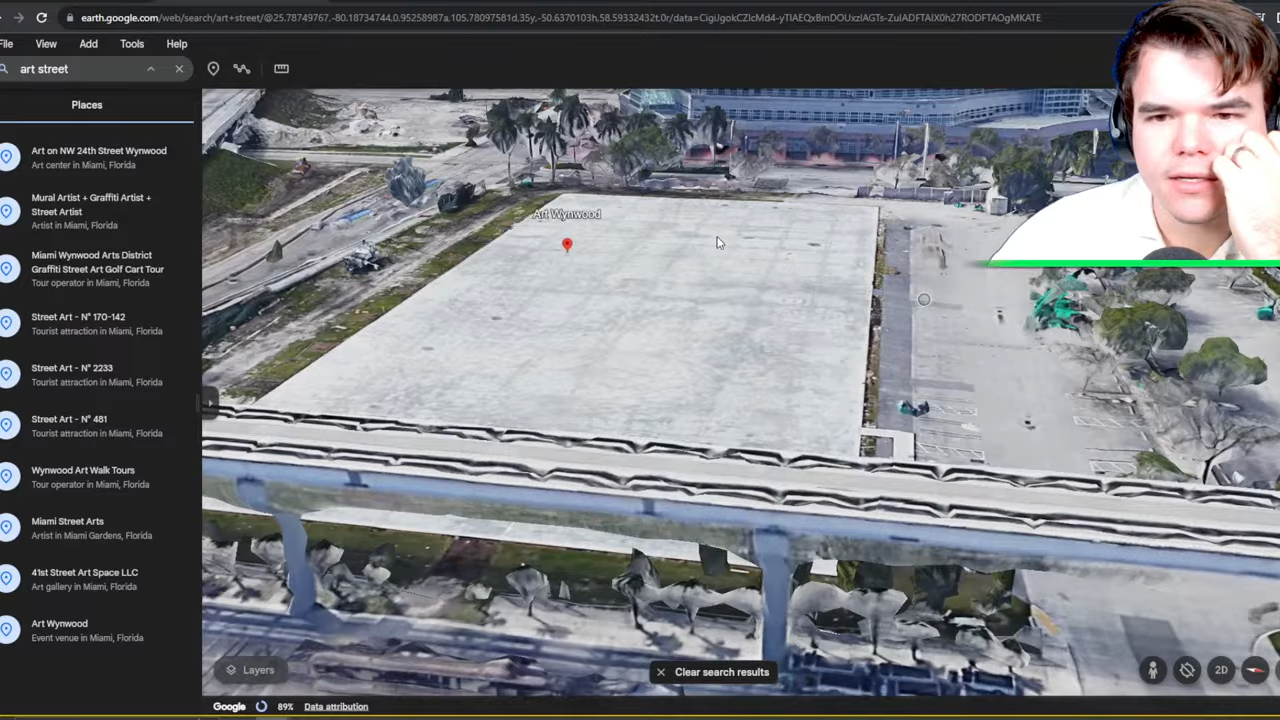 earth.google.com/web/search/art+street/@25.78749767,-80.18734744,0.95258987a,105.78097581d,35y,-50.6370103h,58.59332432t,0r/data=
File View Add Tools Help
art street
Places
Art on NW 24th Street Wynwood
Art center in Miami, Florida
Mural Artist + Graffiti Artist +
Street Artist
Artist in Miami, Florida
Miami Wynwood Arts District
Graffiti Street Art Golf Cart Tour
Tour operator in Miami, Florida
Street Art - N° 170-142
Tourist attraction in Miami, Florida
Street Art - N° 2233
Tourist attraction in Miami, Florida
Street Art - N° 481
Tourist attraction in Miami, Florida
Wynwood Art Walk Tours
Tour operator in Miami, Florida
Miami Street Arts
Artist in Miami Gardens, Florida
41st Street Art Space LLC
Art gallery in Miami, Florida
Art Wynwood
Event venue in Miami, Florida
Art Wynwood
Layers
Clear search results
2D
Google 89% Data attribution